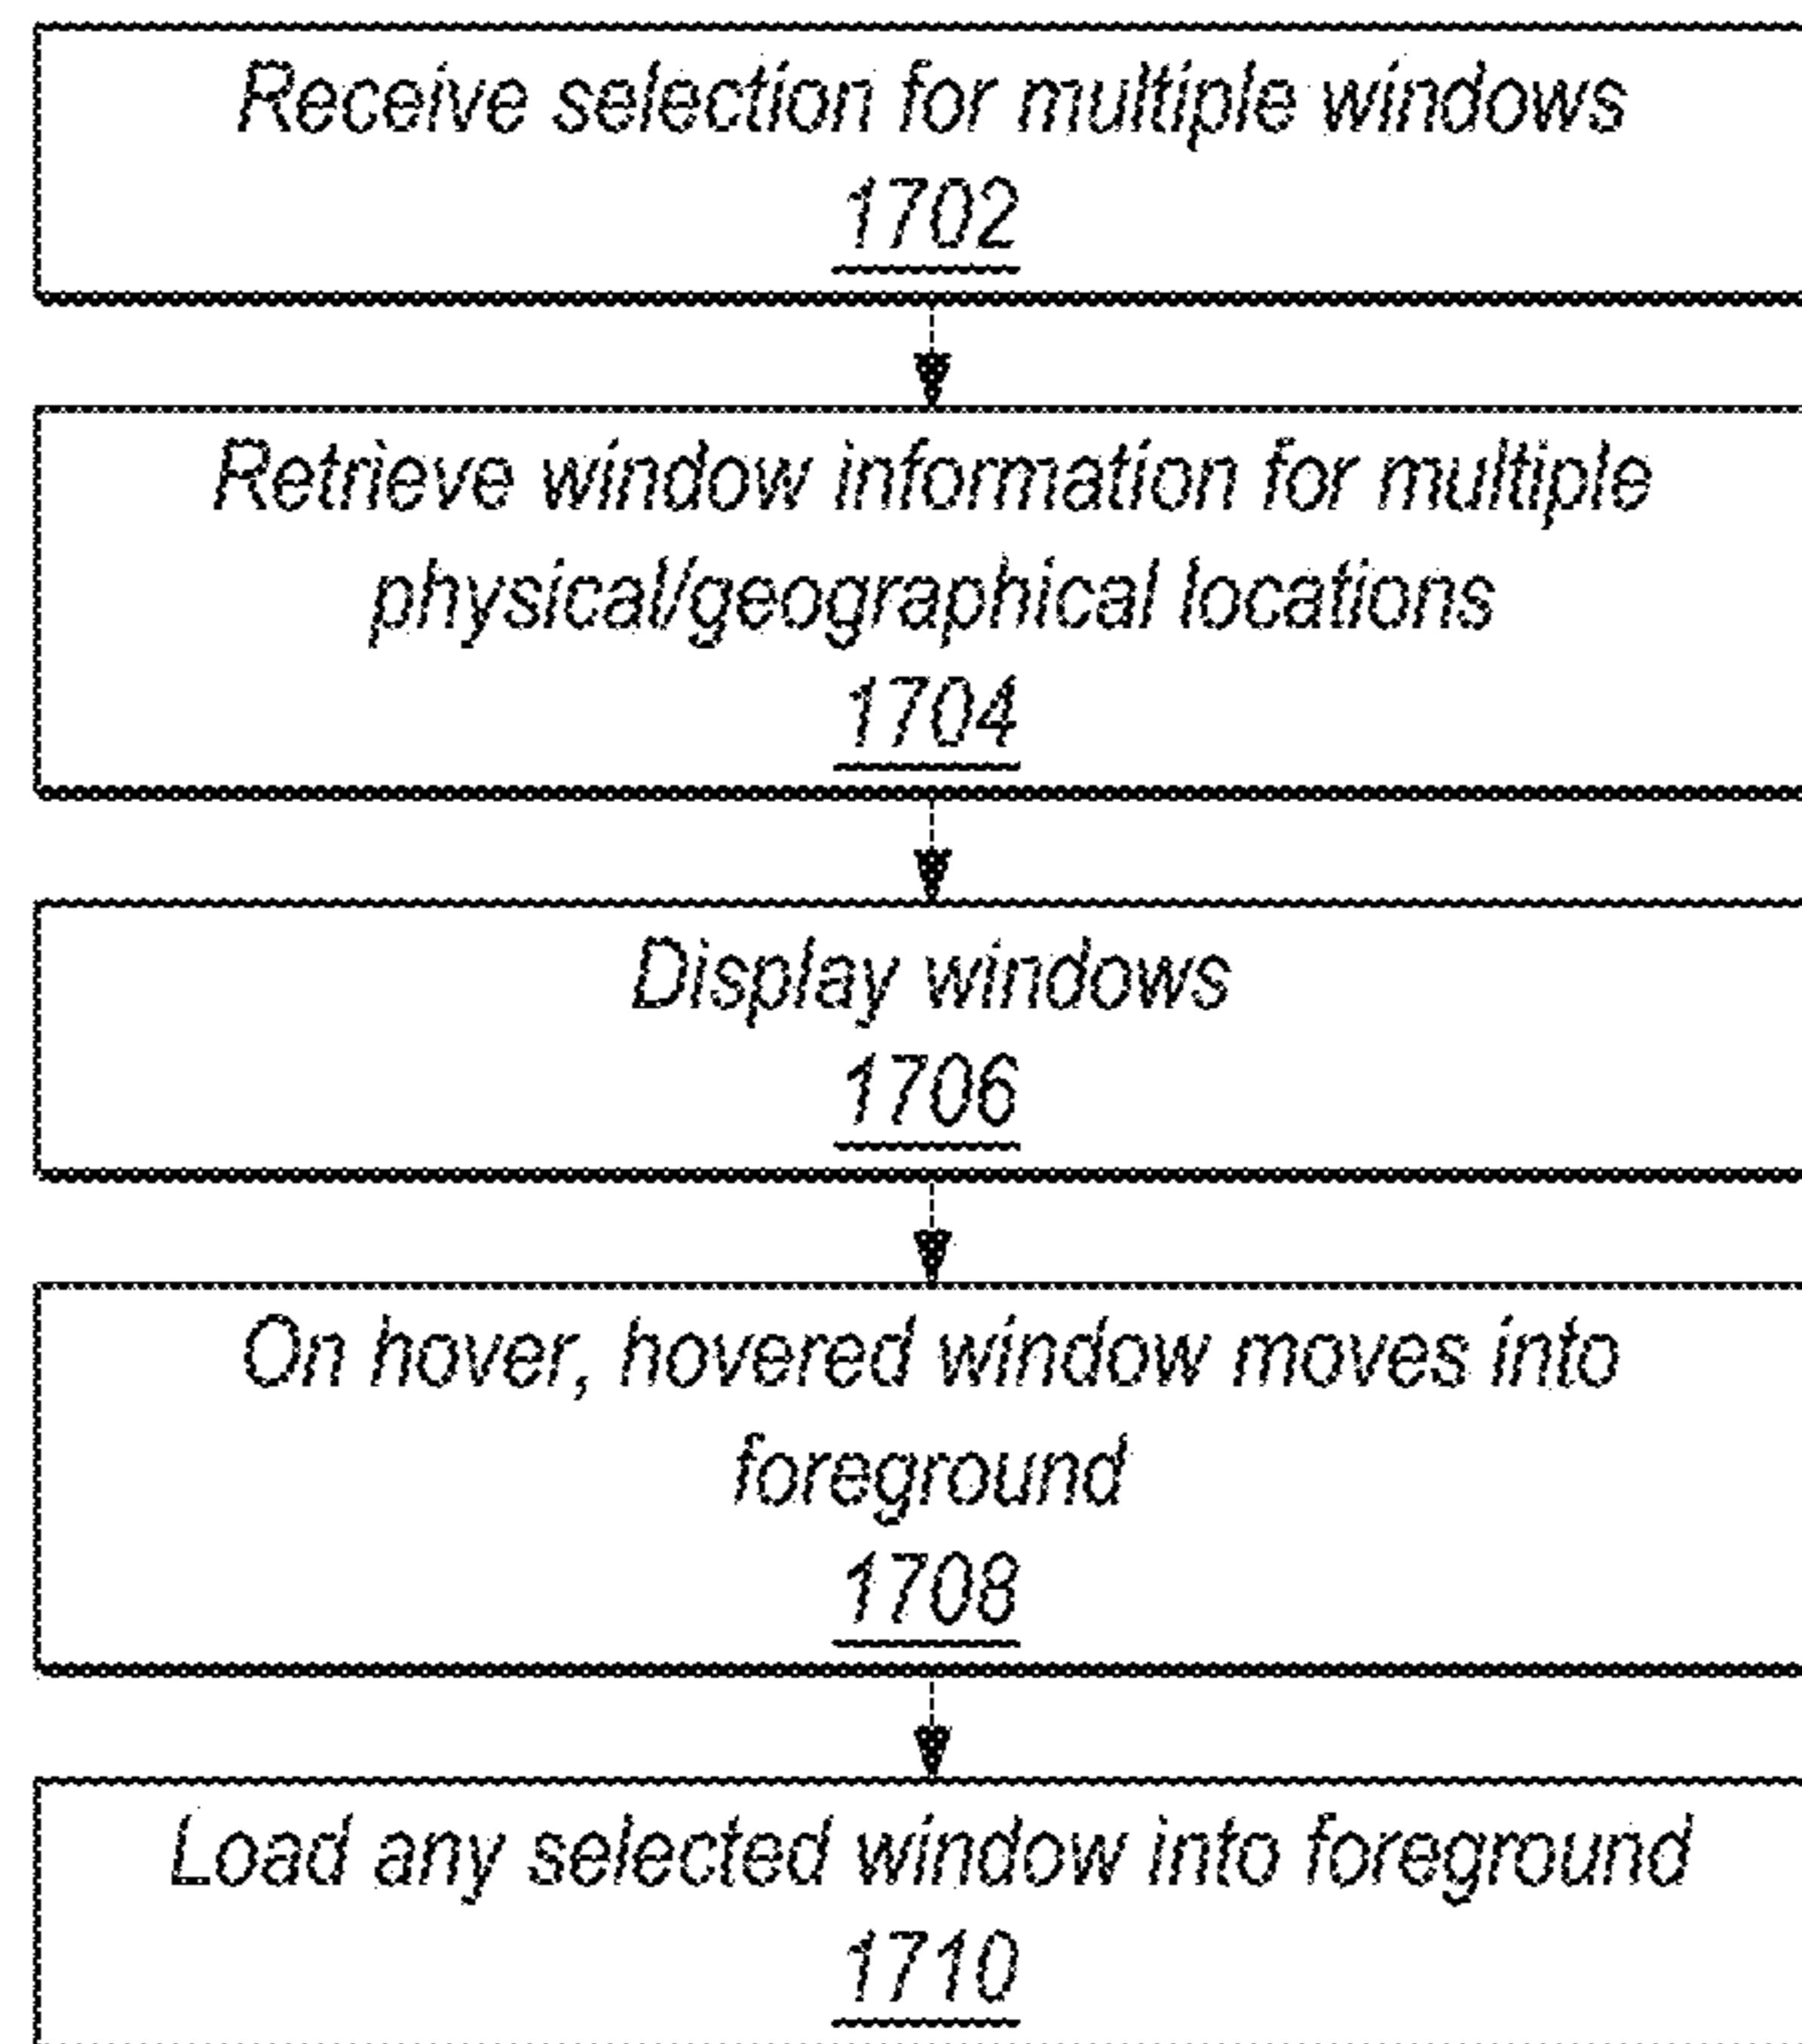 Receive selection for multiple windows
1702
Retrieve window information for multiple
physical/geographical locations
1704
Display windows
1706
On hover, hovered window moves into
foreground
1708
Load any selected window into foreground
1710